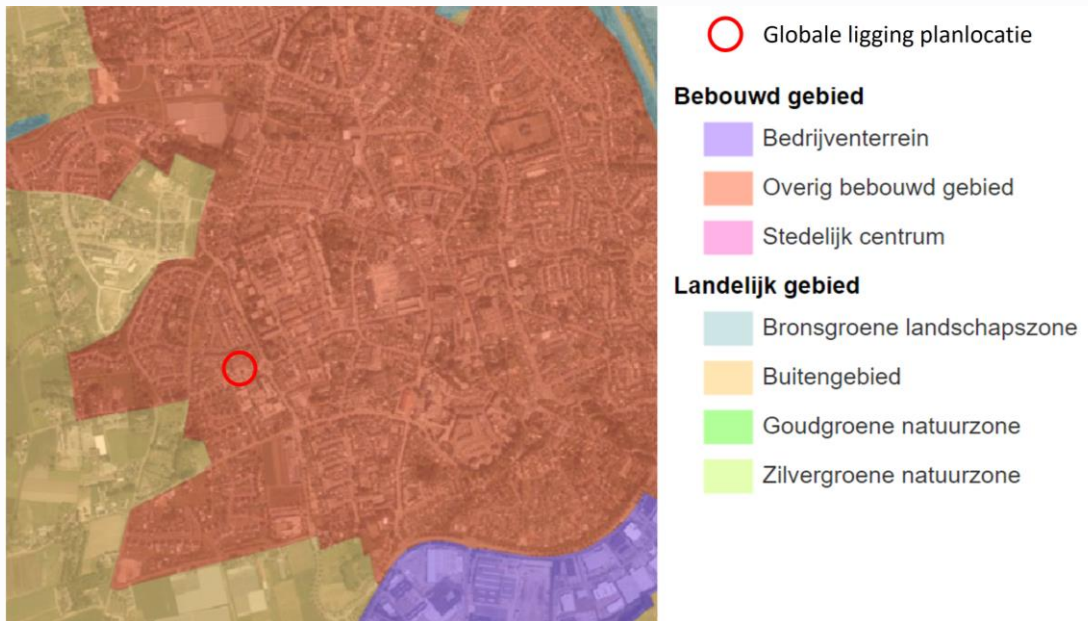 Globale ligging planlocatie
Bebouwd gebied
Bedrijventerrein
Overig bebouwd gebied
Stedelijk centrum
Landelijk gebied
Bronsgroene landschapszone
Buitengebied
Goudgroene natuurzone
Zilvergroene natuurzone